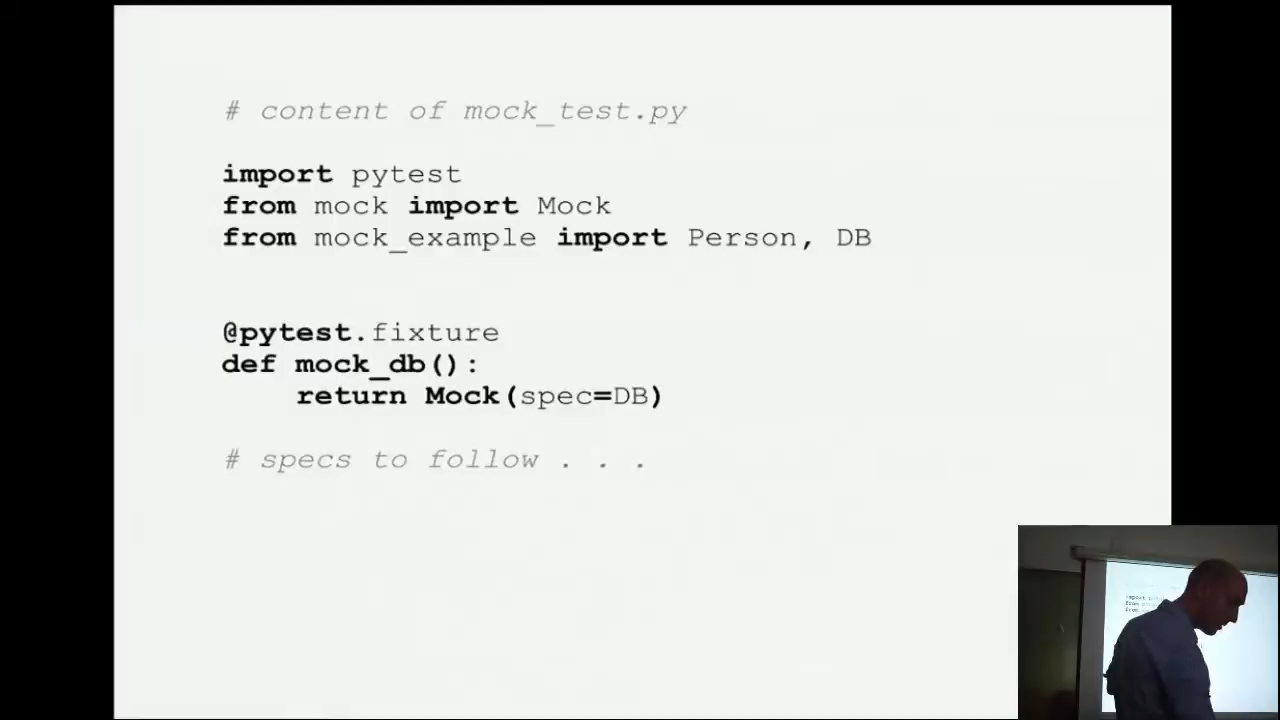 # content of mock_test.py
import pytest
from mock import Mock
from mock_example import Person, DB
@pytest.fixture
def mock_db():
    return Mock(spec=DB)
# specs to follow . . .